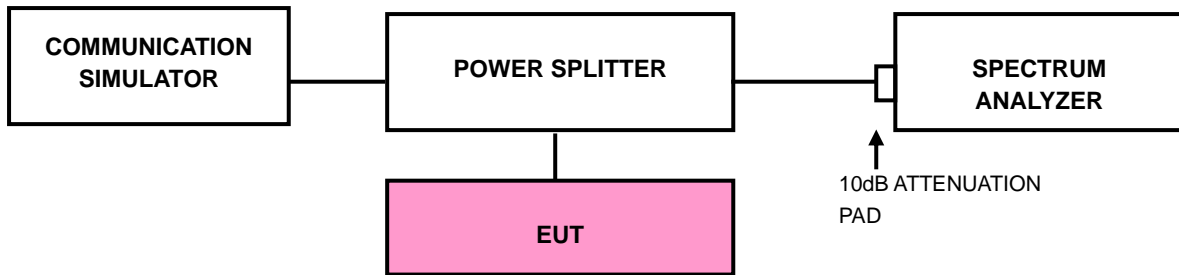 COMMUNICATION
SIMULATOR
POWER SPLITTER
SPECTRUM
ANALYZER
10dB ATTENUATION
PAD
EUT